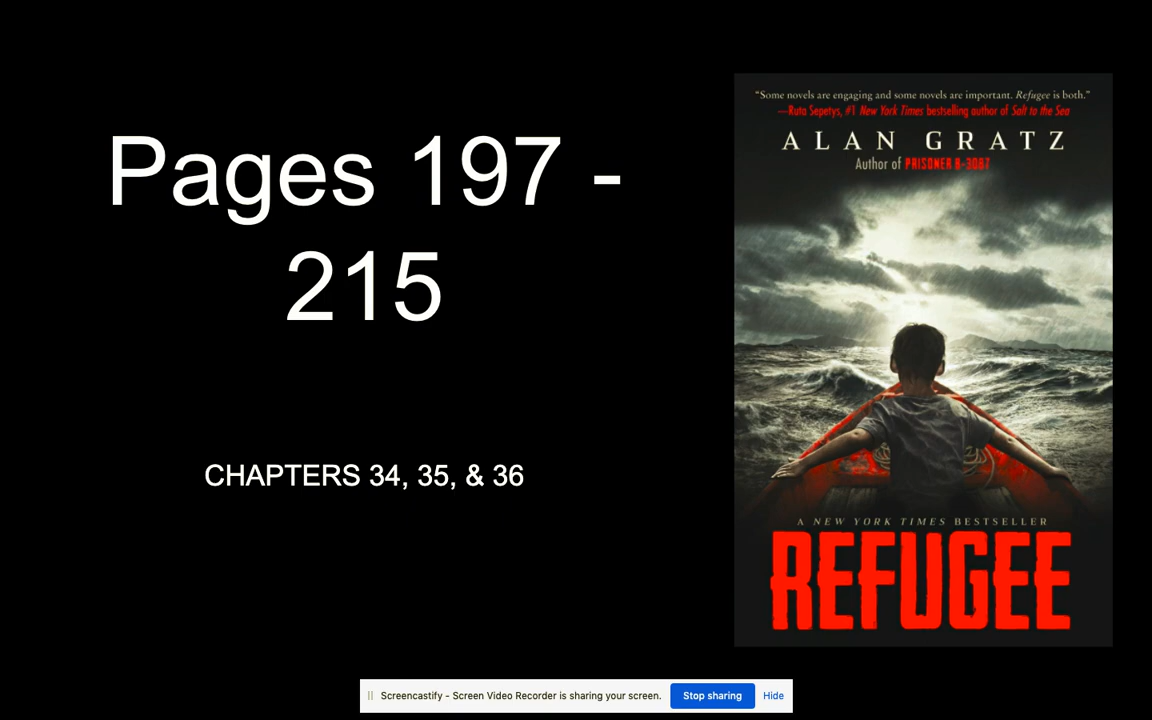 Pages 197 -
215
CHAPTERS 34, 35, & 36
“Some novels are engaging and some novels are important. Refugee is both.”
—Ruta Sepetys, #1 New York Times bestselling author of Salt to the Sea
ALAN GRATZ
Author of PRISONER B-3087
A NEW YORK TIMES BESTSELLER
REFUGEE
Screencastify - Screen Video Recorder is sharing your screen.
Stop sharing
Hide